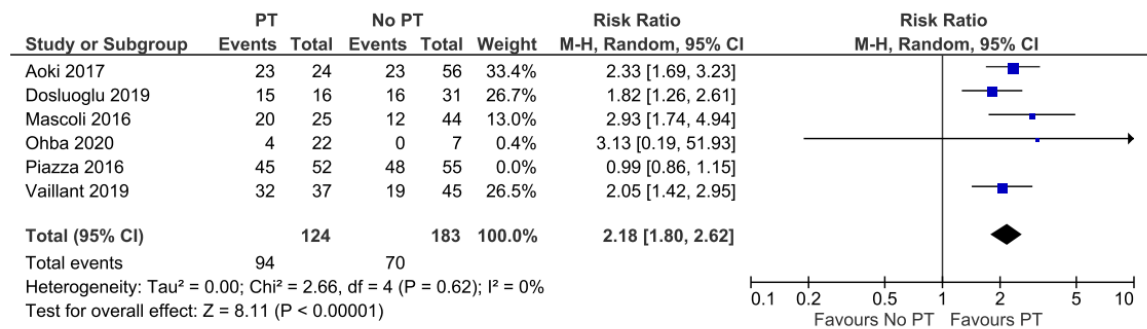 PT No PT Risk Ratio Risk Ratio
Study or Subgroup Events Total Events Total Weight M-H, Random, 95% CI M-H, Random, 95% CI
Aoki 2017 23 24 23 56 33.4% 2.33 [1.69, 3.23]
Dosluoglu 2019 15 16 16 31 26.7% 1.82 [1.26, 2.61]
Mascoli 2016 20 25 12 44 13.0% 2.93 [1.74, 4.94]
Ohba 2020 4 22 0 7 0.4% 3.13 [0.19, 51.93]
Piazza 2016 45 52 48 55 0.0% 0.99 [0.86, 1.15]
Vaillant 2019 32 37 19 45 26.5% 2.05 [1.42, 2.95]
Total (95% CI) 124 183 100.0% 2.18 [1.80, 2.62]
Total events 94 70
Heterogeneity: Tau² = 0.00; Chi² = 2.66, df = 4 (P = 0.62); I² = 0%
Test for overall effect: Z = 8.11 (P < 0.00001)
0.1 0.2 0.5 1 2 5 10
Favours No PT Favours PT